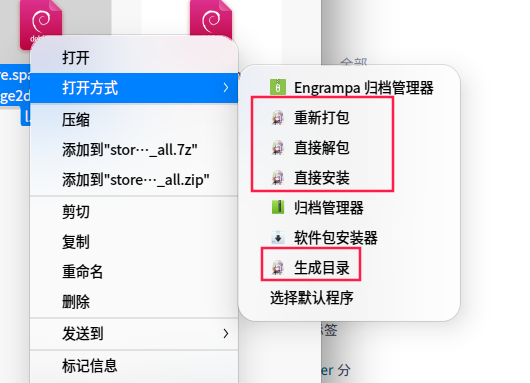 re.spa
ge2d
打开
打开方式
压缩
添加到"stor···_all.7z"
添加到"store···_all.zip"
剪切
复制
重命名
删除
发送到
标记信息
Engrampa 归档管理器
重新打包
直接解包
直接安装
归档管理器
软件包安装器
生成目录
选择默认程序
全部
标签
er 分